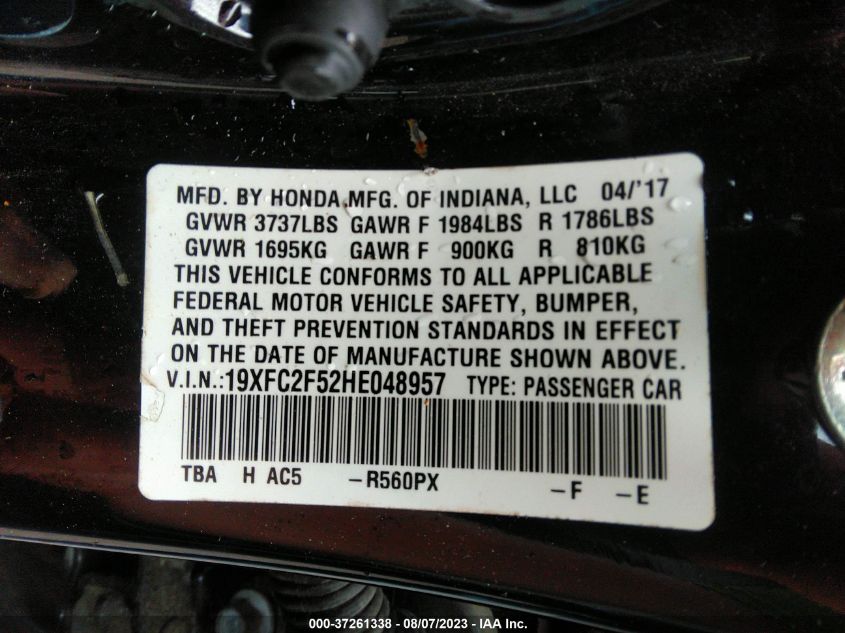 MFD. BY HONDA MFG. OF INDIANA, LLC 04/'17
GVWR 3737LBS GAWR F 1984LBS R 1786LBS
GVWR 1695KG GAWR F 900KG R 810KG
THIS VEHICLE CONFORMS TO ALL APPLICABLE
FEDERAL MOTOR VEHICLE SAFETY, BUMPER,
AND THEFT PREVENTION STANDARDS IN EFFECT
ON THE DATE OF MANUFACTURE SHOWN ABOVE.
V.I.N.:19XFC2F52HE048957 TYPE: PASSENGER CAR
TBA H AC5 -R560PX -F -E
000-37261338 - 08/07/2023 - IAA Inc.